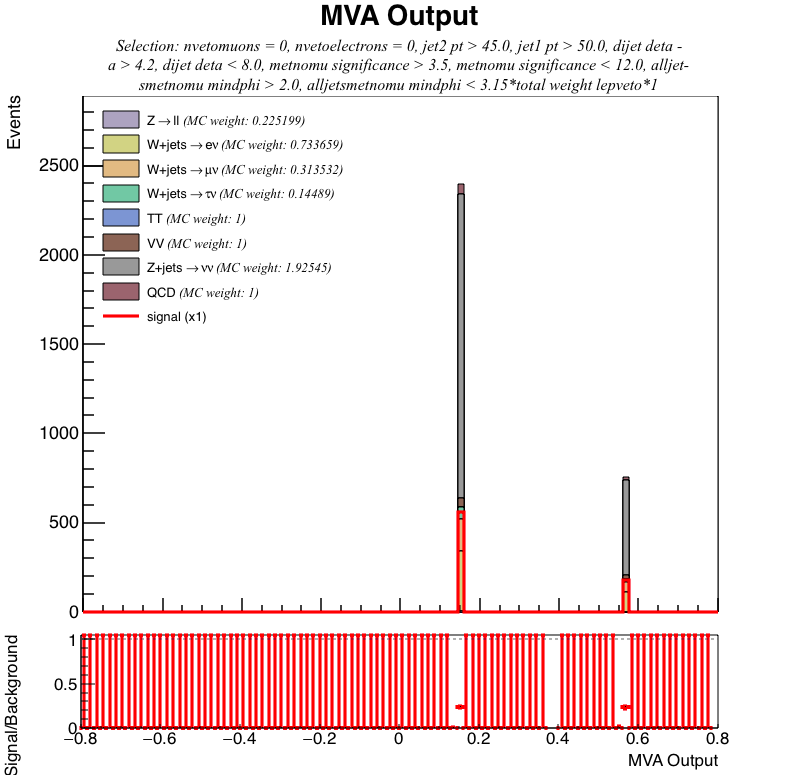 MVA Output
Selection: nvetomuons = 0, nvetoelectrons = 0, jet2 pt > 45.0, jet1 pt > 50.0, dijet deta -
a > 4.2, dijet deta < 8.0, metnomu significance > 3.5, metnomu significance < 12.0, alljet-
smetnomu mindphi > 2.0, alljetsmetnomu mindphi < 3.15*total weight lepveto*1
Events
Z → ll (MC weight: 0.225199)
W+jets → eν (MC weight: 0.733659)
W+jets → μν (MC weight: 0.313532)
W+jets → τν (MC weight: 0.14489)
TT (MC weight: 1)
VV (MC weight: 1)
Z+jets → νν (MC weight: 1.92545)
QCD (MC weight: 1)
signal (x1)
2500
2000
1500
1000
500
0
Signal/Background
1
0.5
0
−0.8 −0.6 −0.4 −0.2 0 0.2 0.4 0.6 0.8
MVA Output